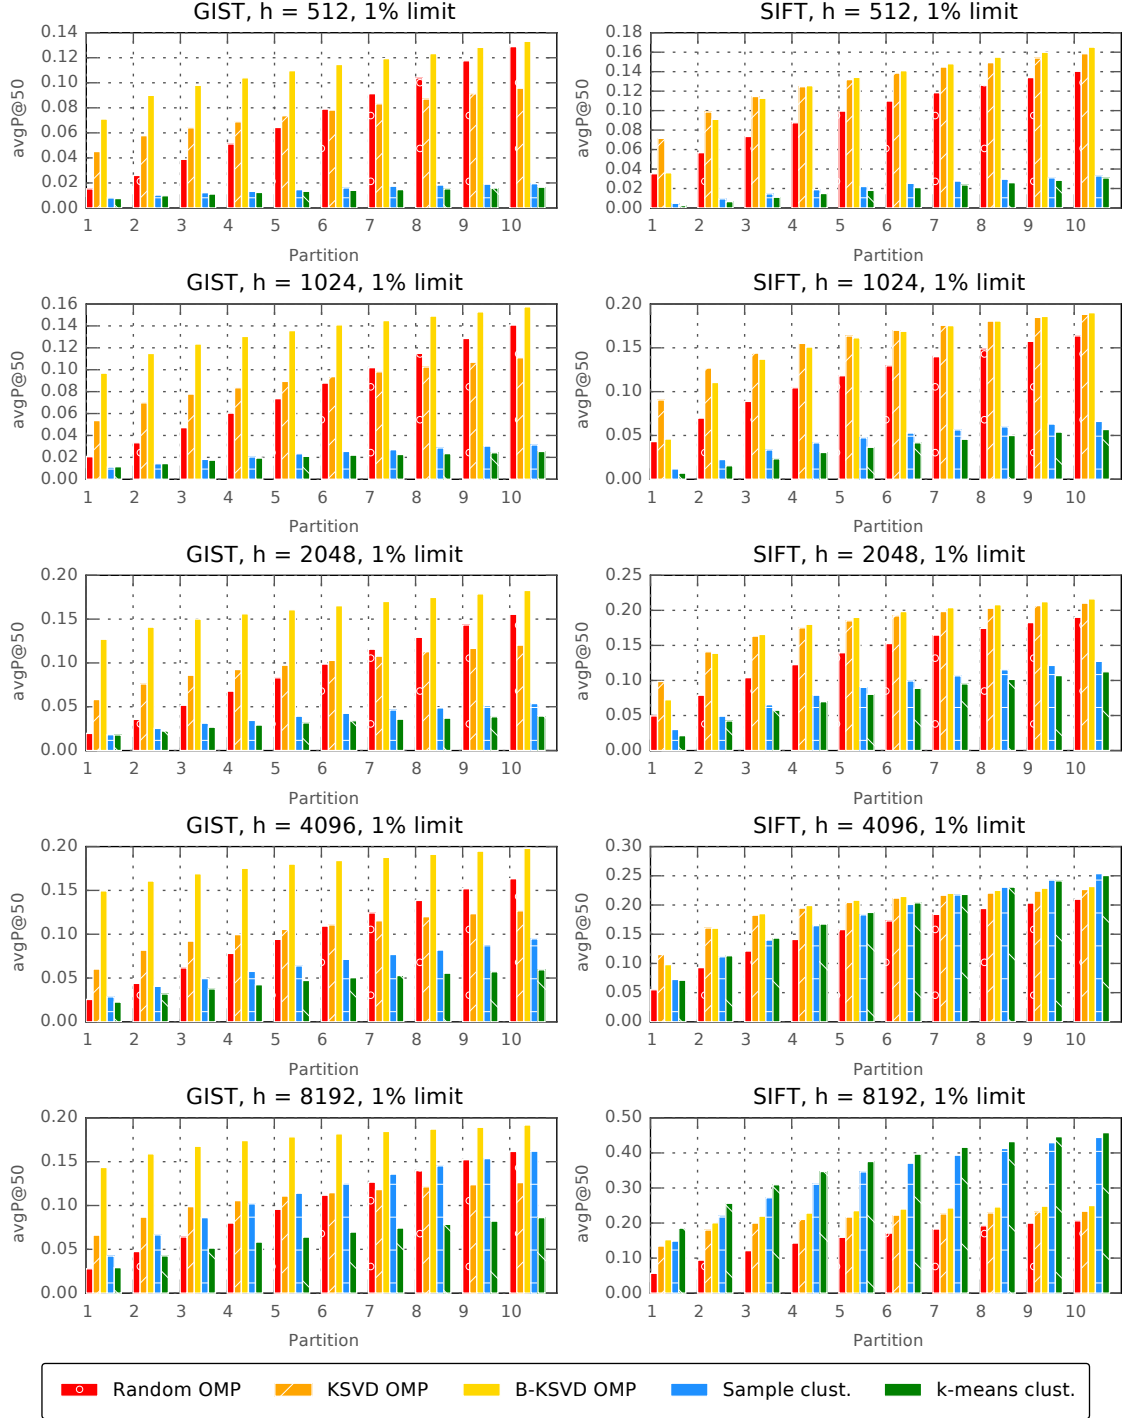 GIST, h = 512, 1% limit
0.14
0.12
0.10
0.08
0.06
0.04
0.02
0.00
avgP@50
1 2 3 4 5 6 7 8 9 10
Partition
SIFT, h = 512, 1% limit
0.18
0.16
0.14
0.12
0.10
0.08
0.06
0.04
0.02
0.00
avgP@50
1 2 3 4 5 6 7 8 9 10
Partition
GIST, h = 1024, 1% limit
0.16
0.14
0.12
0.10
0.08
0.06
0.04
0.02
0.00
avgP@50
1 2 3 4 5 6 7 8 9 10
Partition
SIFT, h = 1024, 1% limit
0.20
0.15
0.10
0.05
0.00
avgP@50
1 2 3 4 5 6 7 8 9 10
Partition
GIST, h = 2048, 1% limit
0.20
0.15
0.10
0.05
0.00
avgP@50
1 2 3 4 5 6 7 8 9 10
Partition
SIFT, h = 2048, 1% limit
0.25
0.20
0.15
0.10
0.05
0.00
avgP@50
1 2 3 4 5 6 7 8 9 10
Partition
GIST, h = 4096, 1% limit
0.20
0.15
0.10
0.05
0.00
avgP@50
1 2 3 4 5 6 7 8 9 10
Partition
SIFT, h = 4096, 1% limit
0.30
0.25
0.20
0.15
0.10
0.05
0.00
avgP@50
1 2 3 4 5 6 7 8 9 10
Partition
GIST, h = 8192, 1% limit
0.20
0.15
0.10
0.05
0.00
avgP@50
1 2 3 4 5 6 7 8 9 10
Partition
SIFT, h = 8192, 1% limit
0.50
0.40
0.30
0.20
0.10
0.00
avgP@50
1 2 3 4 5 6 7 8 9 10
Partition
Random OMP KSVD OMP B-KSVD OMP Sample clust. k-means clust.